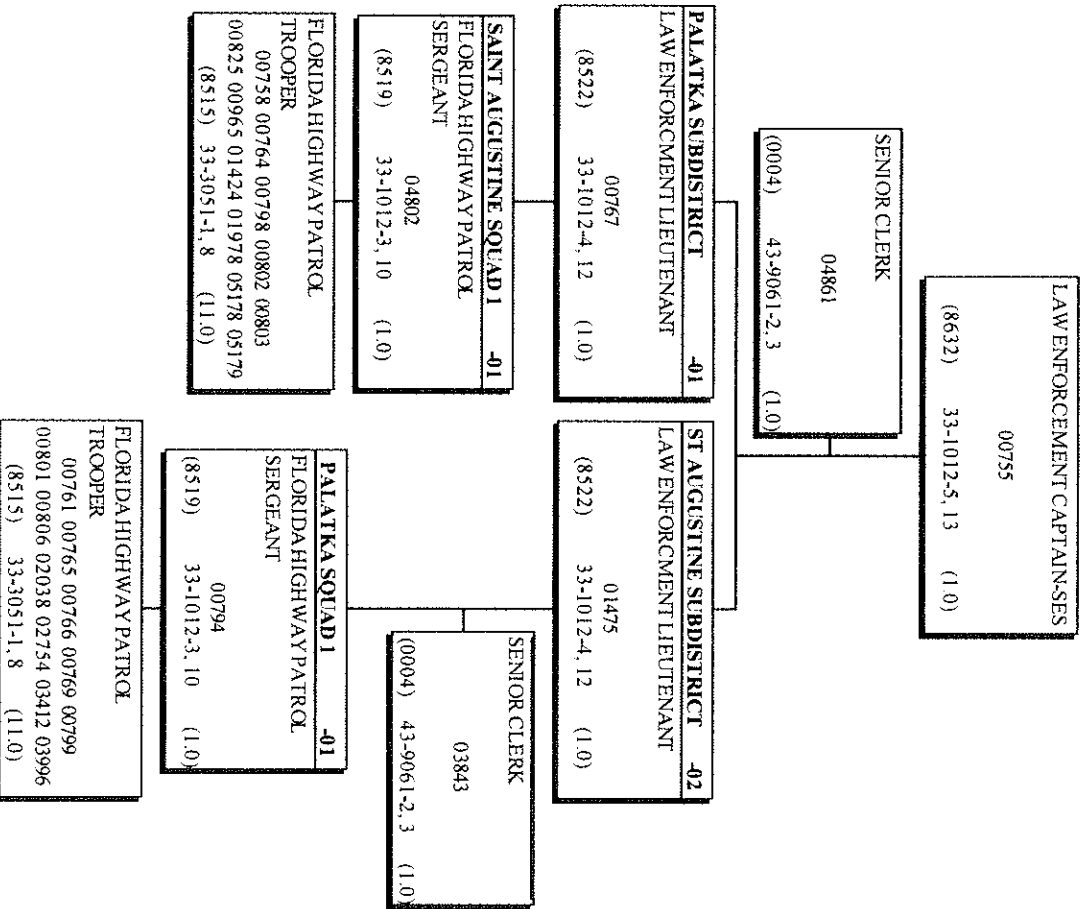 LAW ENFORCEMENT CAPTAIN-SES
00755
(8632) 33-1012-5, 13 (1.0)
SENIOR CLERK
04861
(0004) 43-9061-2, 3 (1.0)
PALATKA SUBDISTRICT -01
LAW ENFORCMENT LIEUTENANT
00767
(8522) 33-1012-4, 12 (1.0)
SAINT AUGUSTINE SQUAD 1 -01
FLORIDA HIGHWAY PATROL
SERGEANT
04802
(8519) 33-1012-3, 10 (1.0)
FLORIDA HIGHWAY PATROL
TROOPER
00758 00764 00798 00802 00803
00825 00965 01424 01978 05178 05179
(8515) 33-3051-1, 8 (11.0)
ST AUGUSTINE SUBDISTRICT -02
LAW ENFORCMENT LIEUTENANT
01475
(8522) 33-1012-4, 12 (1.0)
SENIOR CLERK
03843
(0004) 43-9061-2, 3 (1.0)
PALATKA SQUAD 1 -01
FLORIDA HIGHWAY PATROL
SERGEANT
00794
(8519) 33-1012-3, 10 (1.0)
FLORIDA HIGHWAY PATROL
TROOPER
00761 00765 00766 00769 00799
00801 00806 02038 02754 03412 03996
(8515) 33-3051-1, 8 (11.0)